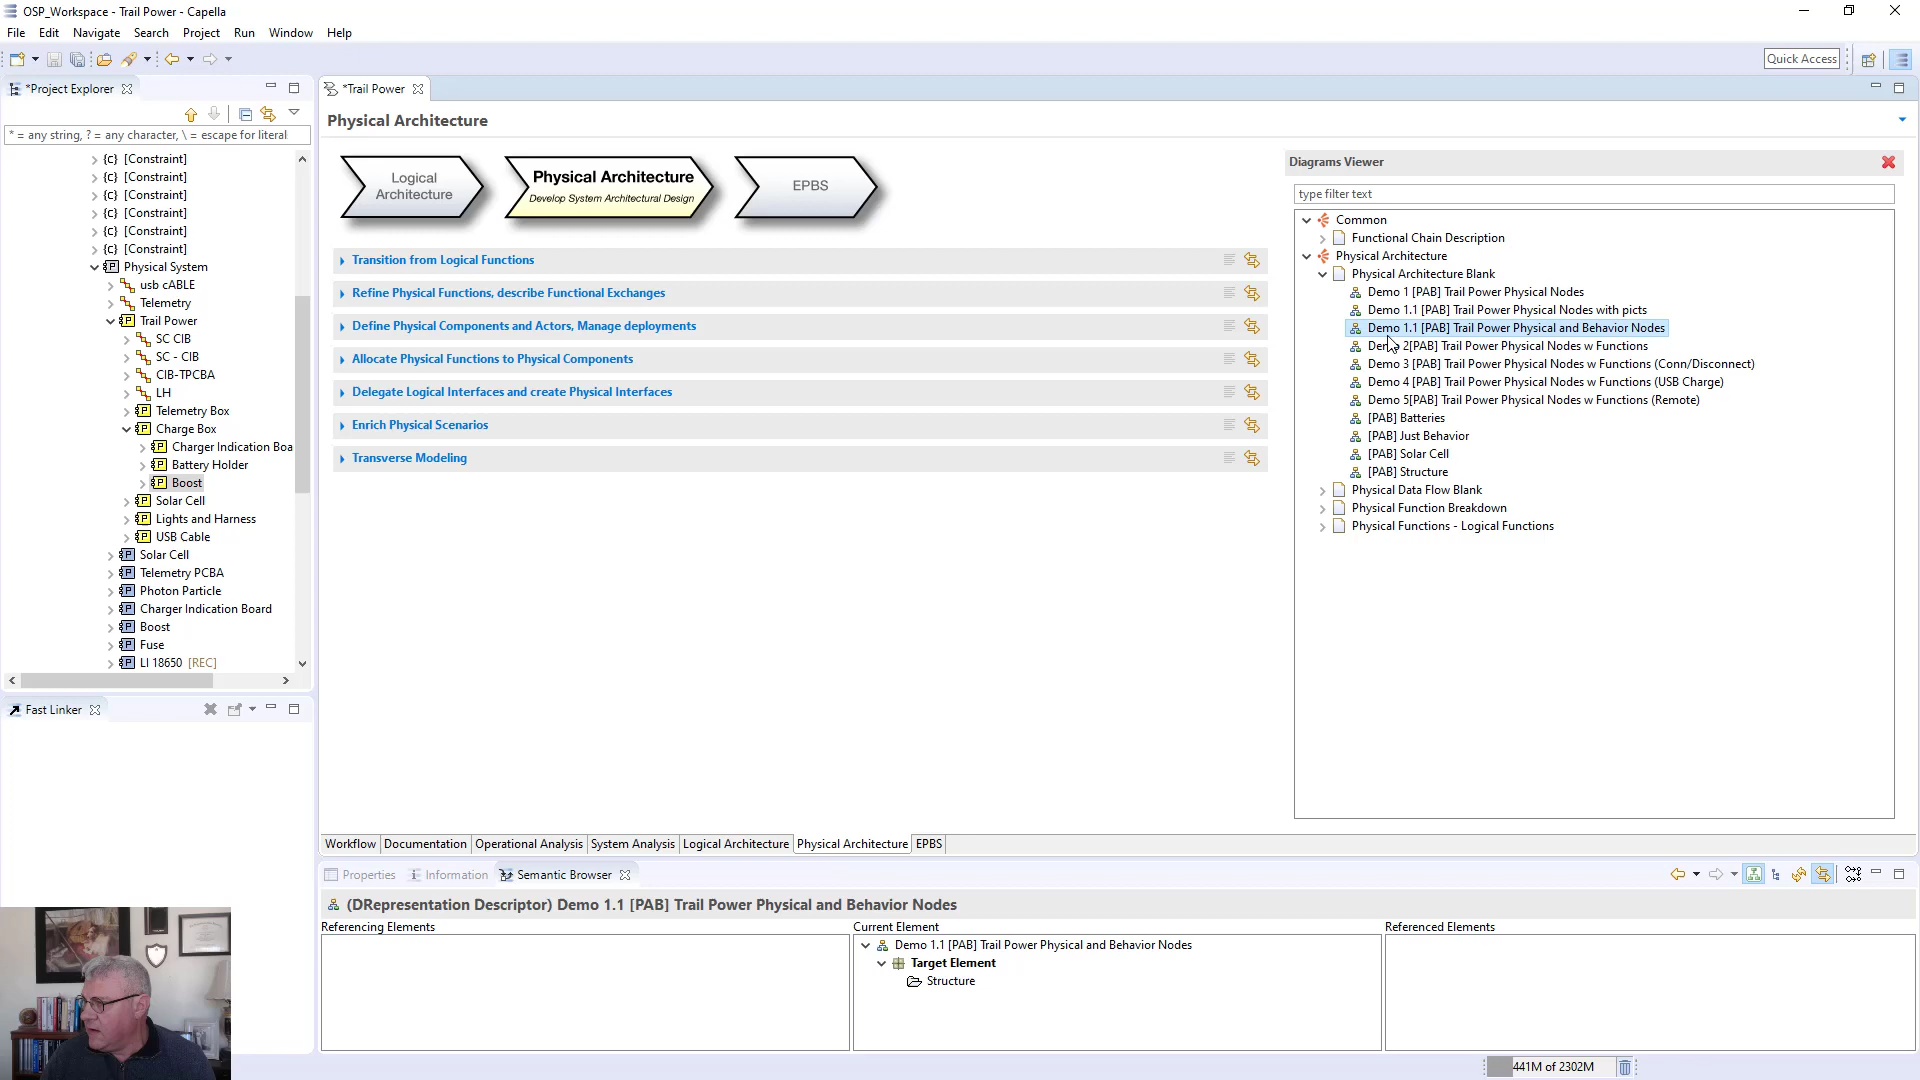 OSP_Workspace - Trail Power - Capella
File Edit Navigate Search Project Run Window Help
Quick Access
*Project Explorer
* = any string, ? = any character, \ = escape for literal
{c} [Constraint]
{c} [Constraint]
{c} [Constraint]
{c} [Constraint]
{c} [Constraint]
{c} [Constraint]
Physical System
usb cABLE
Telemetry
Trail Power
SC CIB
SC - CIB
CIB-TPCBA
LH
Telemetry Box
Charge Box
Charger Indication Boa
Battery Holder
Boost
Solar Cell
Lights and Harness
USB Cable
Solar Cell
Telemetry PCBA
Photon Particle
Charger Indication Board
Boost
Fuse
LI 18650 [REC]
Fast Linker
*Trail Power
Physical Architecture
Logical
Architecture
Physical Architecture
Develop System Architectural Design
EPBS
Transition from Logical Functions
Refine Physical Functions, describe Functional Exchanges
Define Physical Components and Actors, Manage deployments
Allocate Physical Functions to Physical Components
Delegate Logical Interfaces and create Physical Interfaces
Enrich Physical Scenarios
Transverse Modeling
Diagrams Viewer
type filter text
Common
Functional Chain Description
Physical Architecture
Physical Architecture Blank
Demo 1 [PAB] Trail Power Physical Nodes
Demo 1.1 [PAB] Trail Power Physical Nodes with picts
Demo 1.1 [PAB] Trail Power Physical and Behavior Nodes
Demo 2[PAB] Trail Power Physical Nodes w Functions
Demo 3 [PAB] Trail Power Physical Nodes w Functions (Conn/Disconnect)
Demo 4 [PAB] Trail Power Physical Nodes w Functions (USB Charge)
Demo 5[PAB] Trail Power Physical Nodes w Functions (Remote)
[PAB] Batteries
[PAB] Just Behavior
[PAB] Solar Cell
[PAB] Structure
Physical Data Flow Blank
Physical Function Breakdown
Physical Functions - Logical Functions
Workflow Documentation Operational Analysis System Analysis Logical Architecture Physical Architecture EPBS
Properties Information Semantic Browser
(DRepresentation Descriptor) Demo 1.1 [PAB] Trail Power Physical and Behavior Nodes
Referencing Elements
Current Element
Demo 1.1 [PAB] Trail Power Physical and Behavior Nodes
Target Element
Structure
Referenced Elements
441M of 2302M